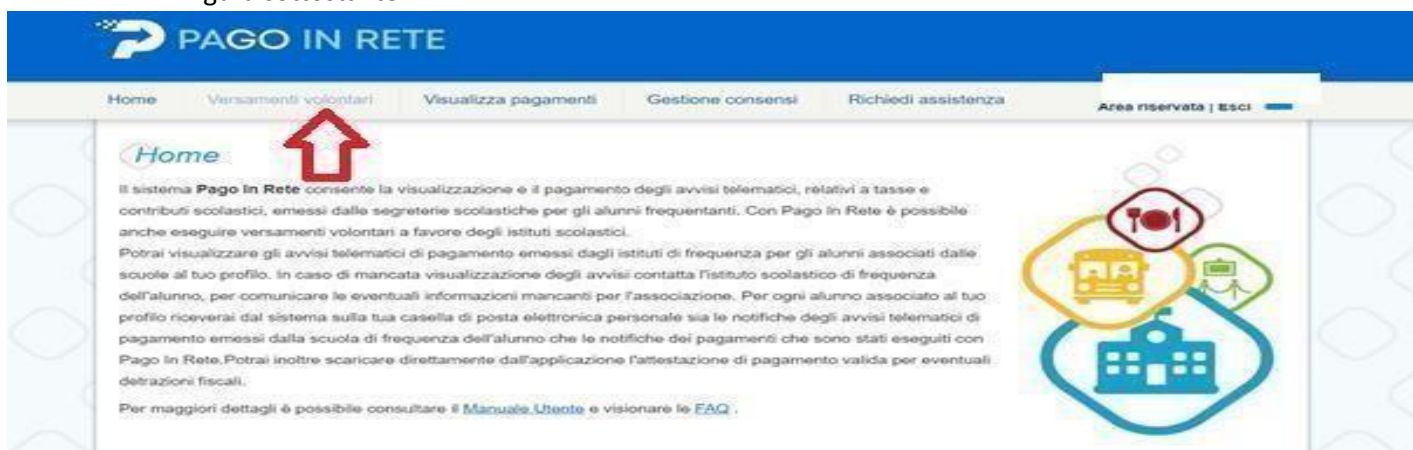 PAGO IN RETE
Home Versamenti volontari Visualizza pagamenti Gestione consensi Richiedi assistenza Area riservata | Esci
Home
Il sistema Pago In Rete consente la visualizzazione e il pagamento degli avvisi telematici, relativi a tasse e
contributi scolastici, emessi dalle segreterie scolastiche per gli alunni frequentanti. Con Pago In Rete è possibile
anche eseguire versamenti volontari a favore degli istituti scolastici.
Potrai visualizzare gli avvisi telematici di pagamento emessi dagli istituti di frequenza per gli alunni associati dalle
scuole al tuo profilo. In caso di mancata visualizzazione degli avvisi contatta l'istituto scolastico di frequenza
dell'alunno, per comunicare le eventuali informazioni mancanti per l'associazione. Per ogni alunno associato al tuo
profilo riceverai dal sistema sulla tua casella di posta elettronica personale sia le notifiche degli avvisi telematici di
pagamento emessi dalla scuola di frequenza dell'alunno che le notifiche dei pagamenti che sono stati eseguiti con
Pago In Rete.Potrai inoltre scaricare direttamente dall'applicazione l'attestazione di pagamento valida per eventuali
detrazioni fiscali.
Per maggiori dettagli è possibile consultare il Manuale Utente e visionare le FAQ .